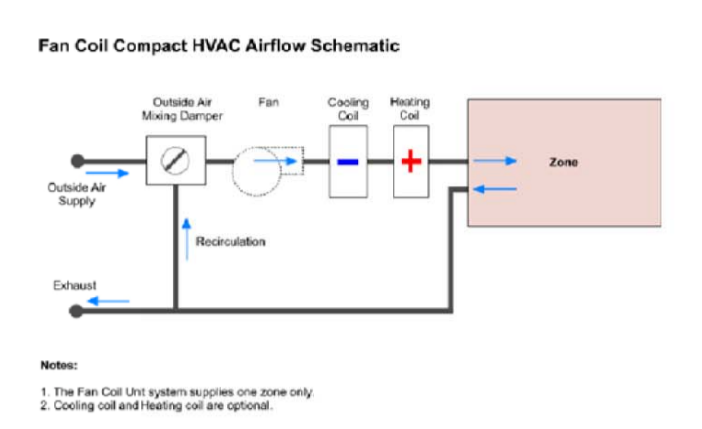 Fan Coil Compact HVAC Airflow Schematic
Outside Air
Mixing Damper
Fan
Cooling
Coil
Heating
Coil
Zone
Outside Air
Supply
Recirculation
Exhaust
Notes:
1. The Fan Coil Unit system supplies one zone only.
2. Cooling coil and Heating coil are optional.